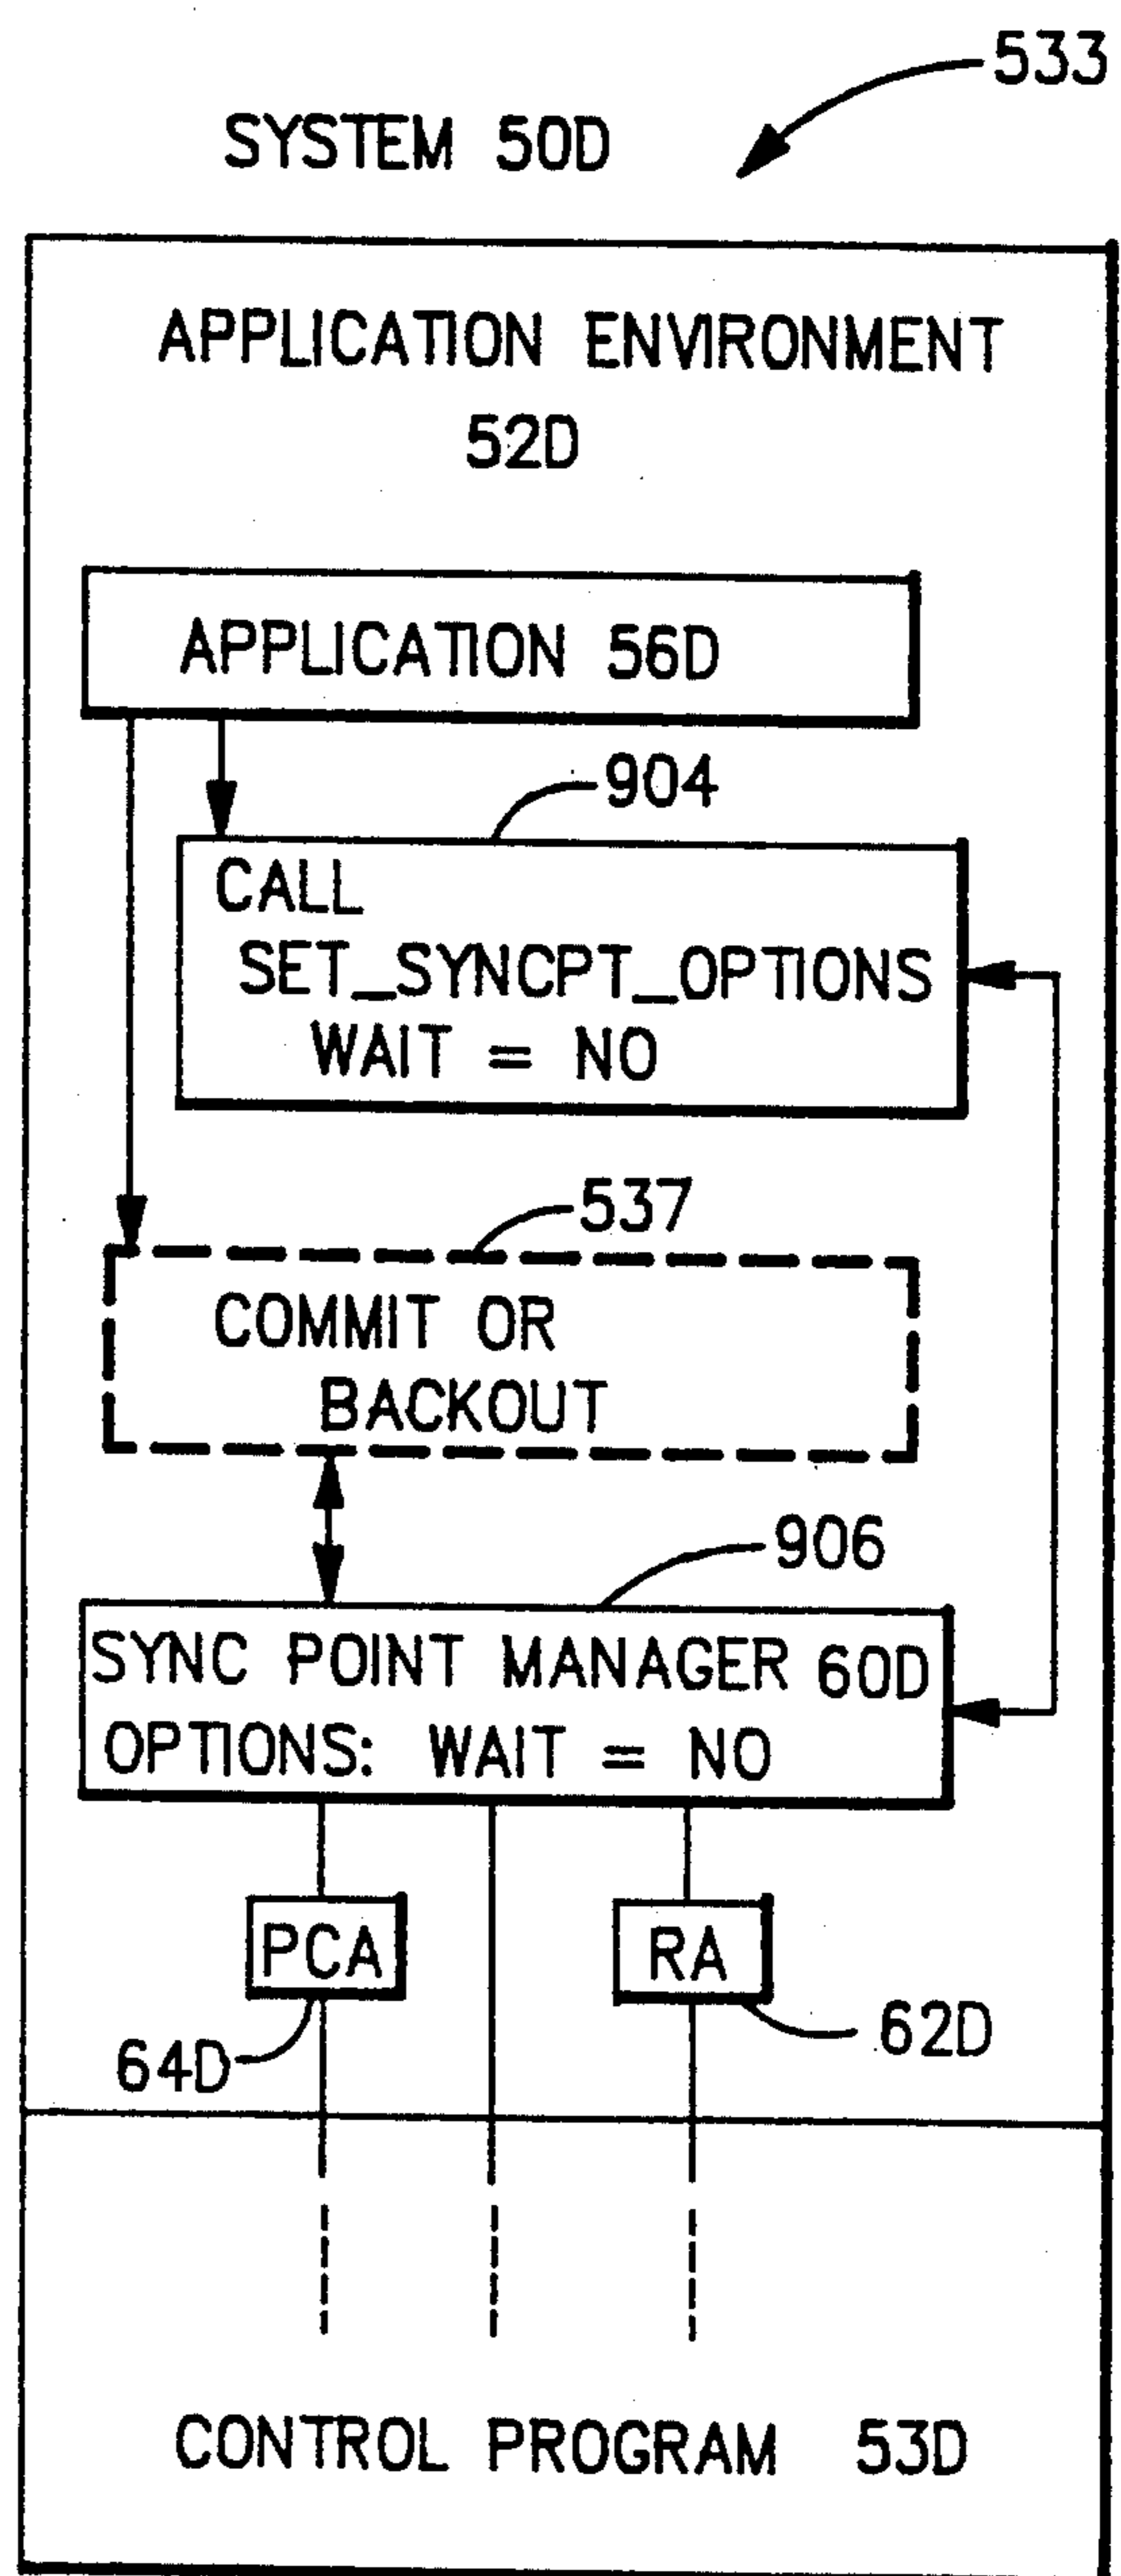 533
SYSTEM 50D
APPLICATION ENVIRONMENT
52D
APPLICATION 56D
904
CALL
SET_SYNCPT_OPTIONS
WAIT = NO
537
COMMIT OR
BACKOUT
906
SYNC POINT MANAGER 60D
OPTIONS: WAIT = NO
PCA
RA
64D
62D
CONTROL PROGRAM 53D